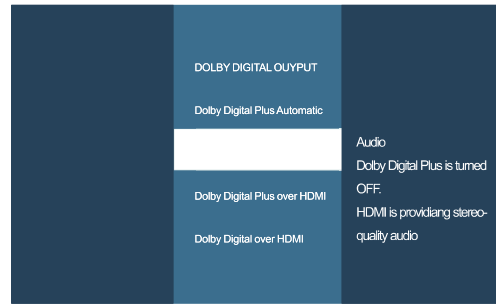 DOLBY DIGITAL OUYPUT
Dolby Digital Plus Automatic
Dolby Digital Plus over HDMI
Dolby Digital over HDMI
Audio
Dolby Digital Plus is turned
OFF.
HDMI is providiang stereo-
quality audio